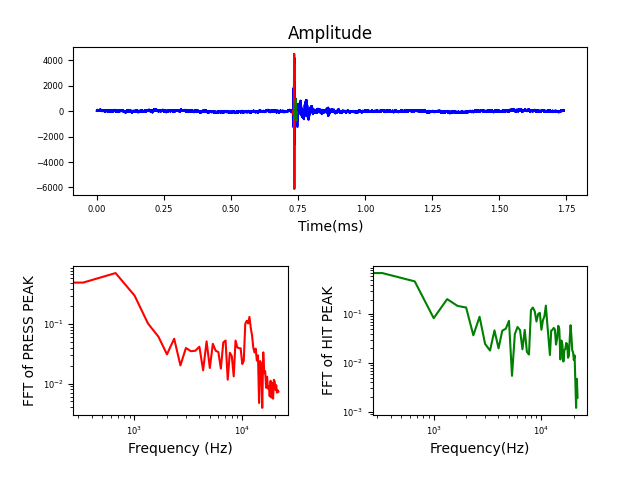 Amplitude
4000
2000
0
−2000
−4000
−6000
0.00 0.25 0.50 0.75 1.00 1.25 1.50 1.75
Time(ms)
FFT of PRESS PEAK
10⁻¹
10⁻²
10³ 10⁴
Frequency (Hz)
FFT of HIT PEAK
10⁻¹
10⁻²
10⁻³
10³ 10⁴
Frequency(Hz)